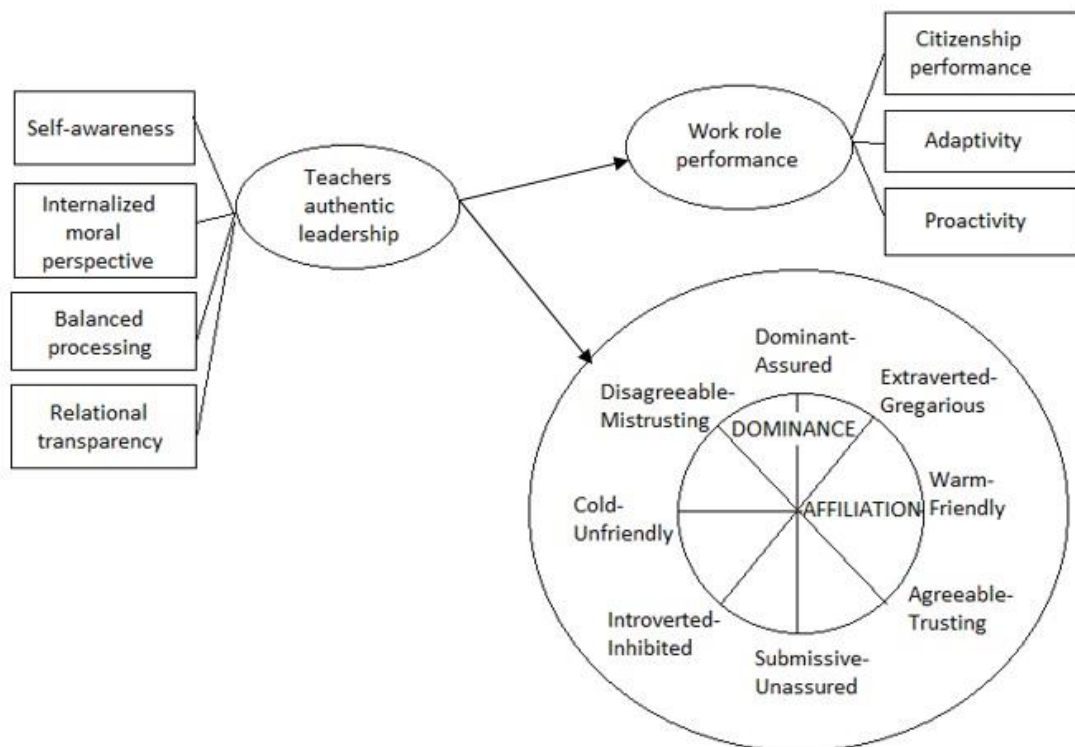 Self-awareness
Internalized
moral
perspective
Balanced
processing
Relational
transparency
Teachers
authentic
leadership
Work role
performance
Citizenship
performance
Adaptivity
Proactivity
Dominant-
Assured
Extraverted-
Gregarious
Warm-
Friendly
Agreeable-
Trusting
Submissive-
Unassured
Introverted-
Inhibited
Cold-
Unfriendly
Disagreeable-
Mistrusting
DOMINANCE
AFFILIATION